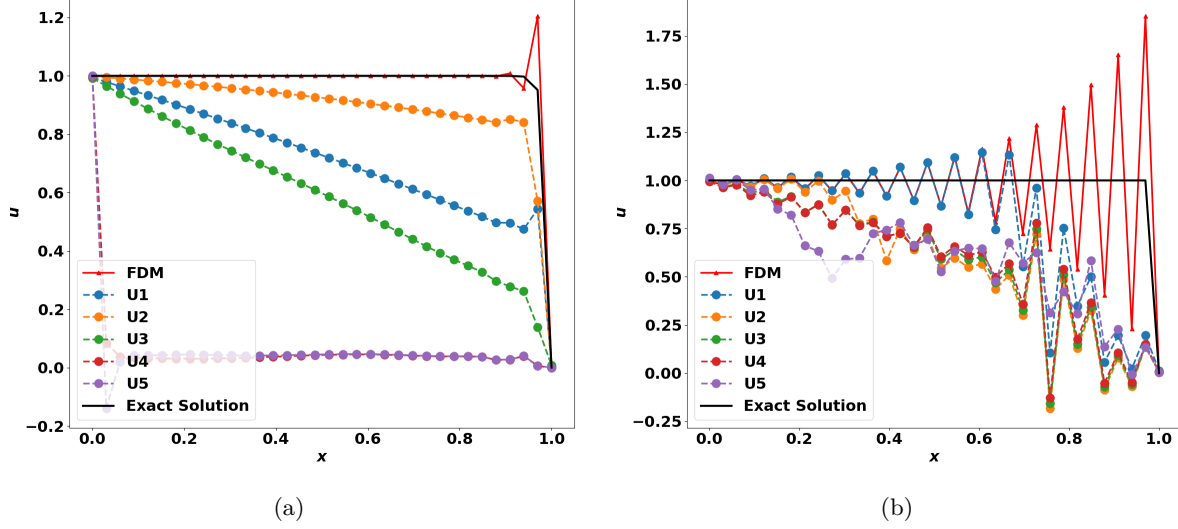 (a)
1.2
1.0
0.8
0.6
0.4
0.2
0.0
−0.2
u
FDM
U1
U2
U3
U4
U5
Exact Solution
0.0 0.2 0.4 0.6 0.8 1.0
x
(a)
(b)
1.75
1.50
1.25
1.00
0.75
0.50
0.25
0.00
−0.25
u
FDM
U1
U2
U3
U4
U5
Exact Solution
0.0 0.2 0.4 0.6 0.8 1.0
x
(b)